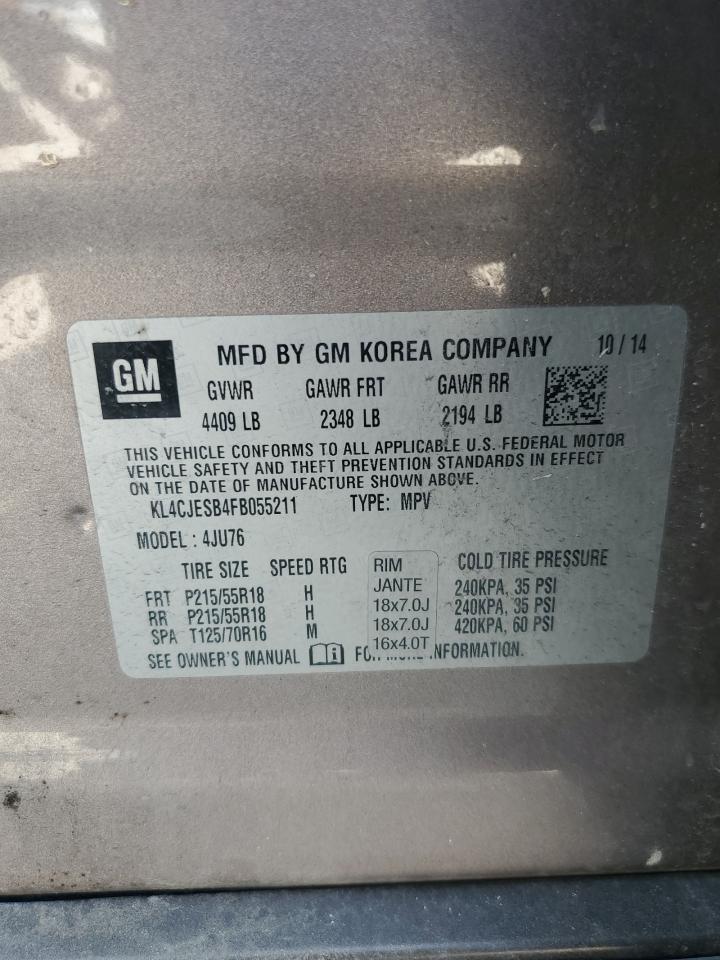 GM
MFD BY GM KOREA COMPANY 10/14
GVWR GAWR FRT GAWR RR
4409 LB 2348 LB 2194 LB
THIS VEHICLE CONFORMS TO ALL APPLICABLE U.S. FEDERAL MOTOR
VEHICLE SAFETY AND THEFT PREVENTION STANDARDS IN EFFECT
ON THE DATE OF MANUFACTURE SHOWN ABOVE.
KL4CJESB4FB055211 TYPE: MPV
MODEL : 4JU76
TIRE SIZE SPEED RTG RIM JANTE COLD TIRE PRESSURE
FRT P215/55R18 H 18x7.0J 240KPA, 35 PSI
RR P215/55R18 H 18x7.0J 240KPA, 35 PSI
SPA T125/70R16 M 16x4.0T 420KPA, 60 PSI
SEE OWNER'S MANUAL INFORMATION.